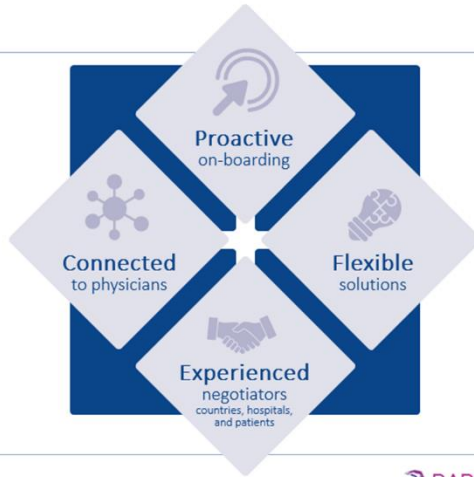 Proactive
on-boarding
Connected
to physicians
Flexible
solutions
Experienced
negotiators
countries, hospitals,
and patients